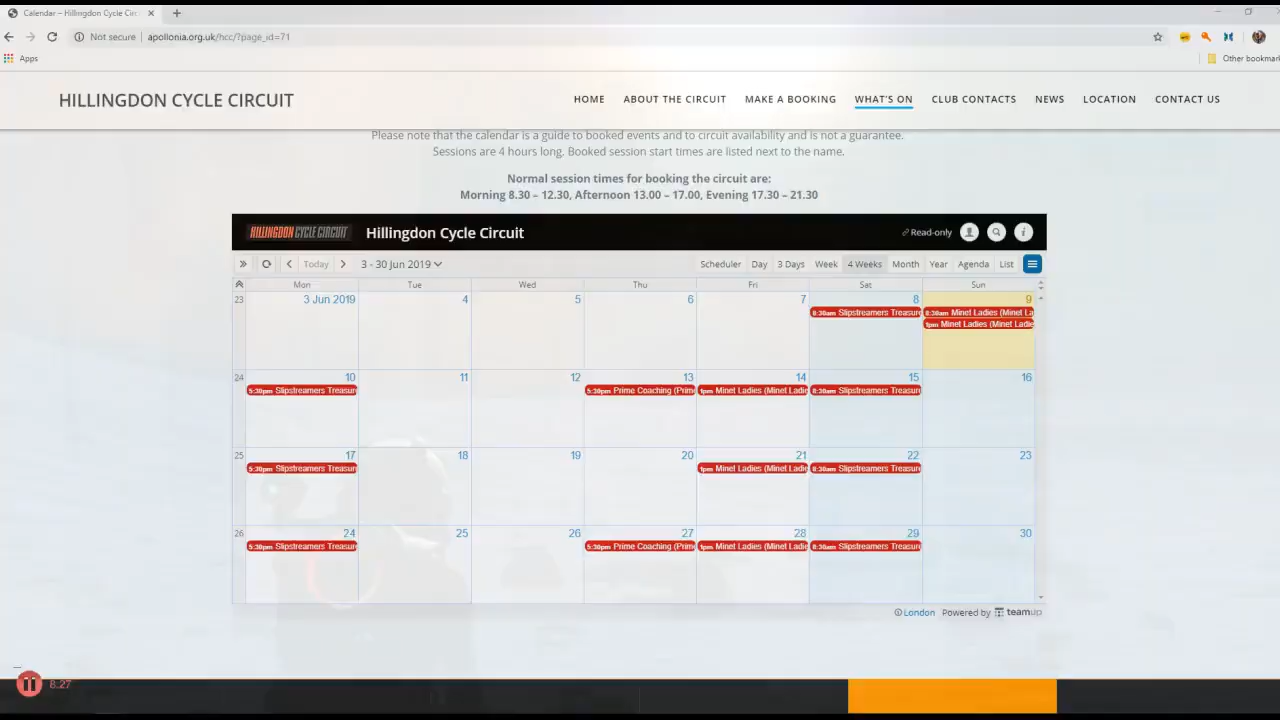 Calendar – Hillingdon Cycle Circ
Not secure | apollonia.org.uk/hcc/?page_id=71
Apps
Other bookmark
HILLINGDON CYCLE CIRCUIT
HOME ABOUT THE CIRCUIT MAKE A BOOKING WHAT'S ON CLUB CONTACTS NEWS LOCATION CONTACT US
Please note that the calendar is a guide to booked events and to circuit availability and is not a guarantee.
Sessions are 4 hours long. Booked session start times are listed next to the name.
Normal session times for booking the circuit are:
Morning 8.30 – 12.30, Afternoon 13.00 – 17.00, Evening 17.30 – 21.30
HILLINGDON CYCLE CIRCUIT Hillingdon Cycle Circuit Read-only
Today 3 - 30 Jun 2019 Scheduler Day 3 Days Week 4 Weeks Month Year Agenda List
Mon Tue Wed Thu Fri Sat Sun
23 3 Jun 2019 4 5 6 7 8 9
8:30am Slipstreamers Treasure 8:30am Minet Ladies (Minet La
1pm Minet Ladies (Minet Ladie
24 10 11 12 13 14 15 16
5:30pm Slipstreamers Treasure 5:30pm Prime Coaching (Prim 1pm Minet Ladies (Minet Ladie 8:30am Slipstreamers Treasure
25 17 18 19 20 21 22 23
5:30pm Slipstreamers Treasure 1pm Minet Ladies (Minet Ladie 8:30am Slipstreamers Treasure
26 24 25 26 27 28 29 30
5:30pm Slipstreamers Treasure 5:30pm Prime Coaching (Prim 1pm Minet Ladies (Minet Ladie 8:30am Slipstreamers Treasure
London Powered by teamup
8:27